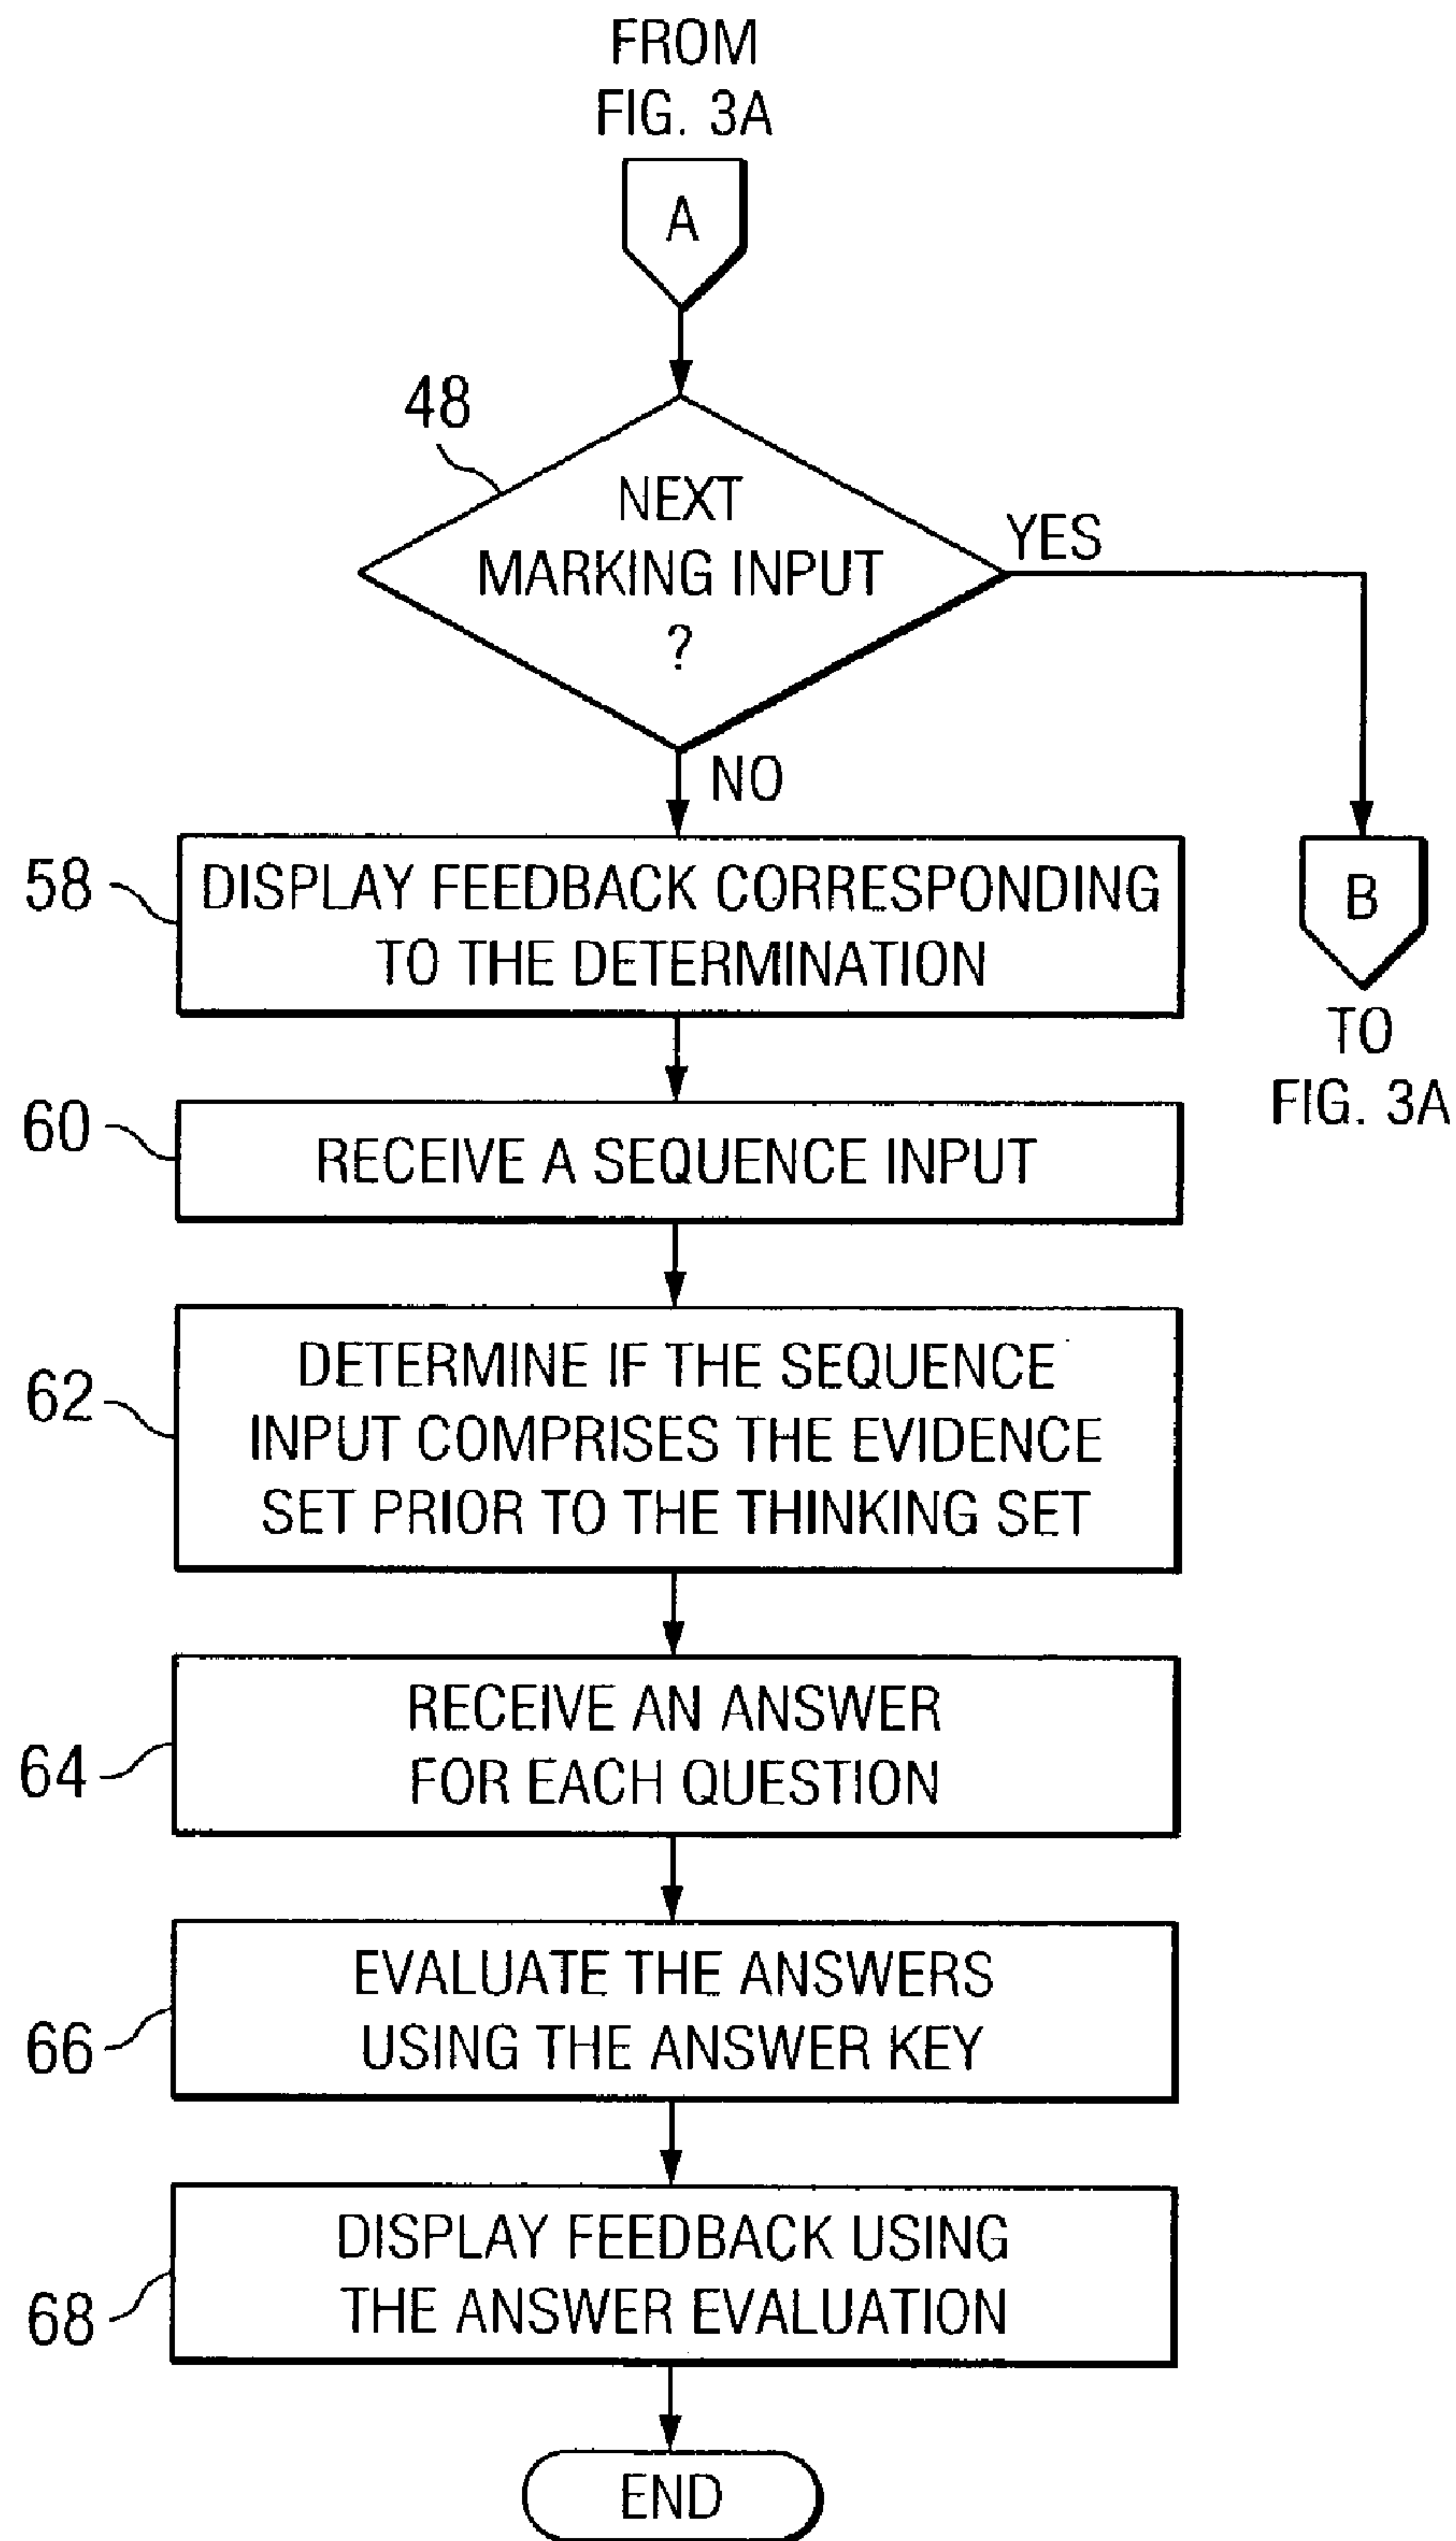 FROM
FIG. 3A
A
48
NEXT
MARKING INPUT
?
YES
NO
B
TO
FIG. 3A
58
DISPLAY FEEDBACK CORRESPONDING
TO THE DETERMINATION
60
RECEIVE A SEQUENCE INPUT
62
DETERMINE IF THE SEQUENCE
INPUT COMPRISES THE EVIDENCE
SET PRIOR TO THE THINKING SET
64
RECEIVE AN ANSWER
FOR EACH QUESTION
66
EVALUATE THE ANSWERS
USING THE ANSWER KEY
68
DISPLAY FEEDBACK USING
THE ANSWER EVALUATION
END